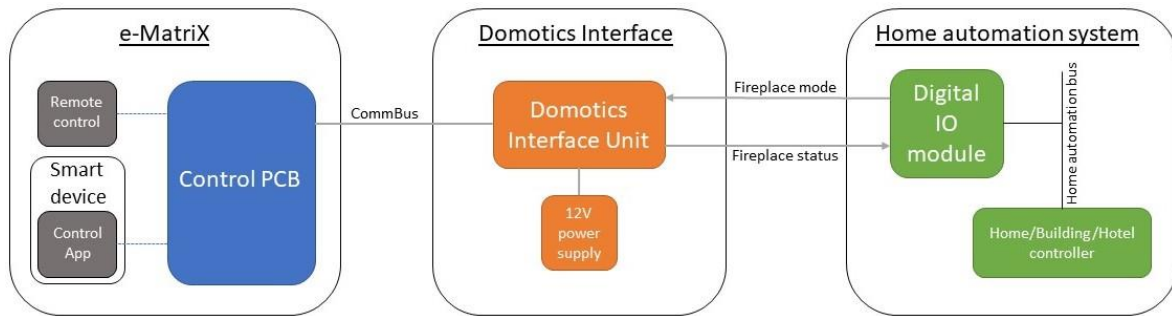 e-MatriX
Remote
control
Smart
device
Control
App
Control PCB
CommBus
Domotics Interface
Domotics
Interface Unit
12V
power
supply
Fireplace mode
Fireplace status
Home automation system
Digital
IO
module
Home automation bus
Home/Building/Hotel
controller